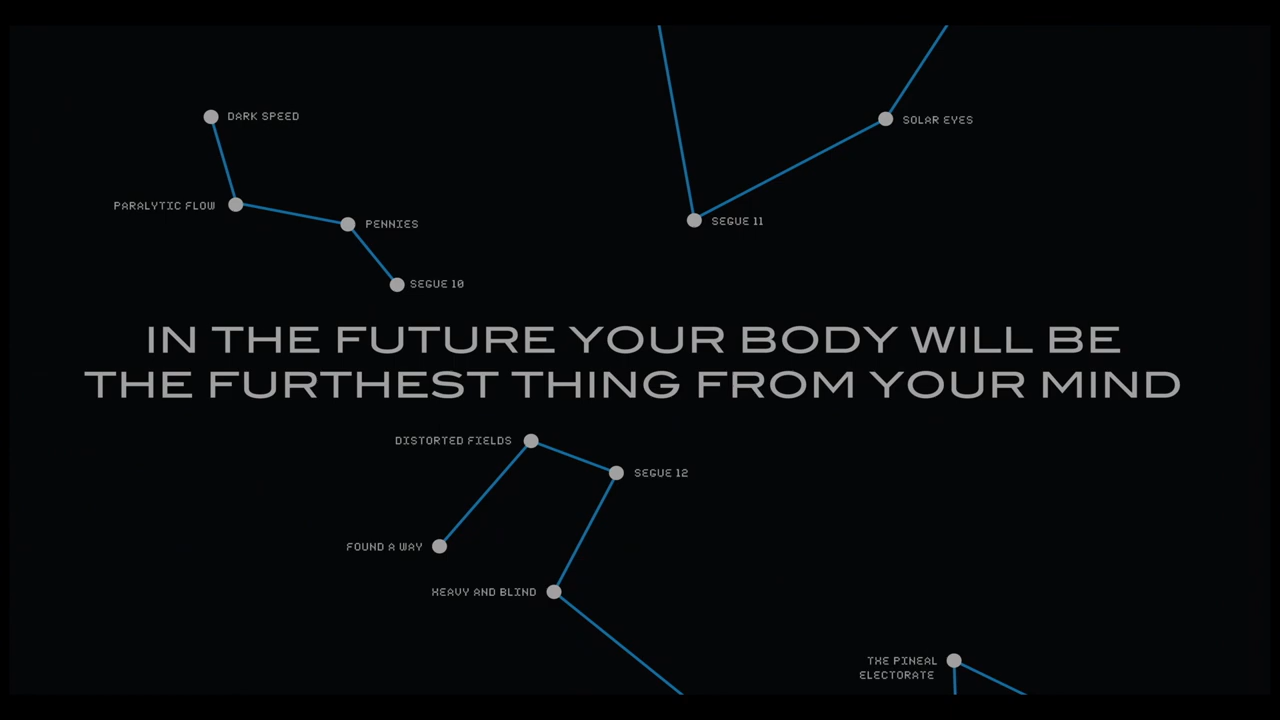 DARK SPEED
SOLAR EYES
PARALYTIC FLOW
PENNIES
SEGUE 11
SEGUE 10
IN THE FUTURE YOUR BODY WILL BE
THE FURTHEST THING FROM YOUR MIND
DISTORTED FIELDS
SEGUE 12
FOUND A WAY
HEAVY AND BLIND
THE PINEAL
ELECTORATE